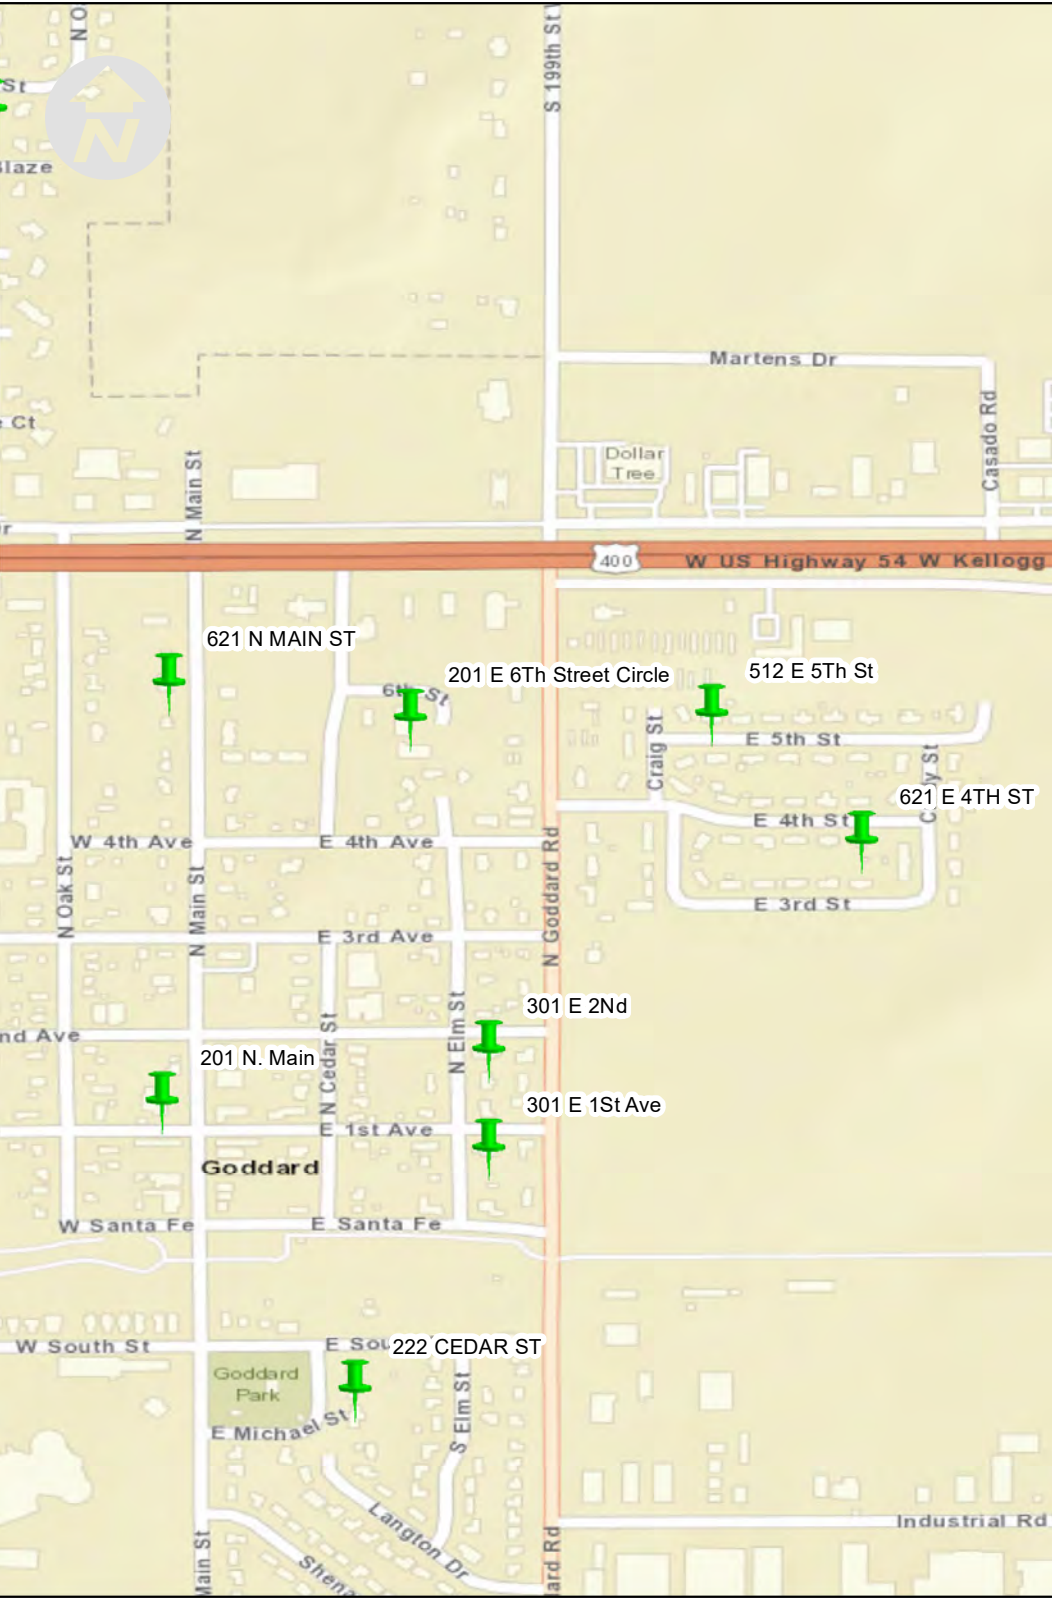 N O
S 199th St
St
N
Blaze
Martens Dr
Casado Rd
Ct
Dollar
Tree
N Main St
400
W US Highway 54 W Kellogg
621 N MAIN ST
201 E 6Th Street Circle
512 E 5Th St
6th St
Craig St
E 5th St
621 E 4TH ST
E 4th St
W 4th Ave
E 4th Ave
N Oak St
N Main St
N Goddard Rd
E 3rd St
E 3rd Ave
301 E 2Nd
nd Ave
N Elm St
N Cedar St
201 N. Main
301 E 1St Ave
E 1st Ave
Goddard
W Santa Fe
E Santa Fe
W South St
E Sou
222 CEDAR ST
Goddard
Park
E Michael St
S Elm St
Langton Dr
Industrial Rd
Main St
Shena
dard Rd